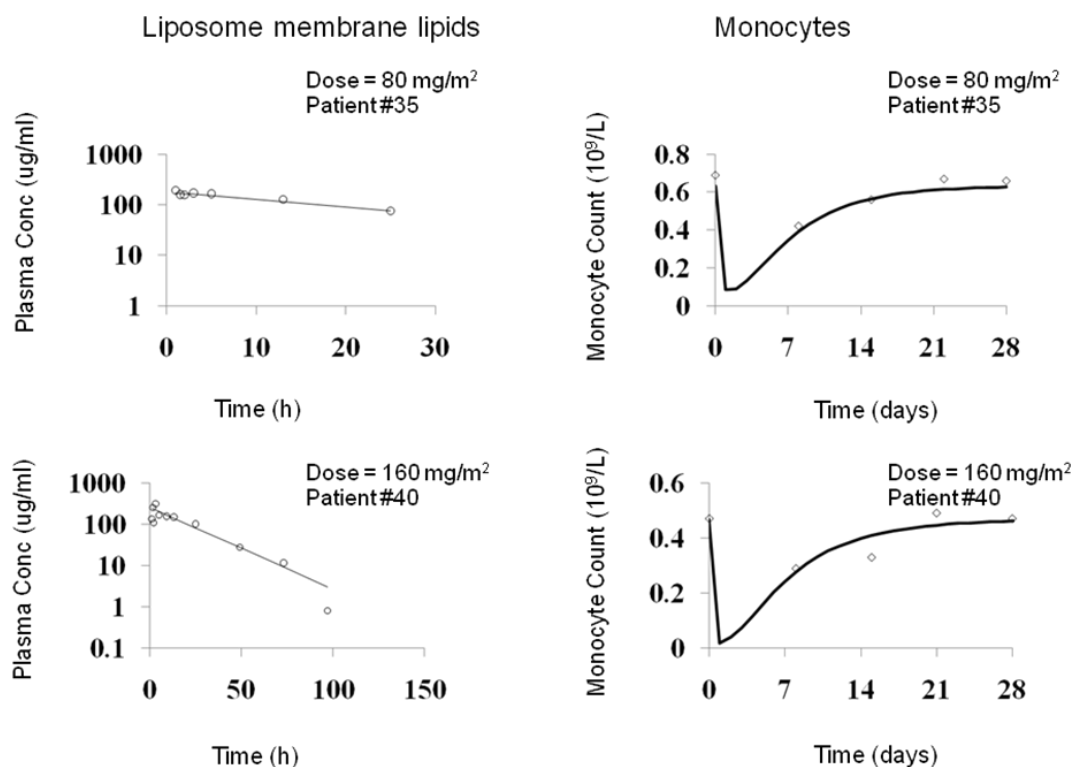 Liposome membrane lipids
Monocytes
Dose = 80 mg/m²
Patient #35
Plasma Conc (ug/ml)
1000
100
10
1
0 10 20 30
Time (h)
Dose = 80 mg/m²
Patient #35
Monocyte Count (10⁹/L)
0.8
0.6
0.4
0.2
0
0 7 14 21 28
Time (days)
Dose = 160 mg/m²
Patient #40
Plasma Conc (ug/ml)
1000
100
10
1
0.1
0 50 100 150
Time (h)
Dose = 160 mg/m²
Patient #40
Monocyte Count (10⁹/L)
0.6
0.4
0.2
0
0 7 14 21 28
Time (days)